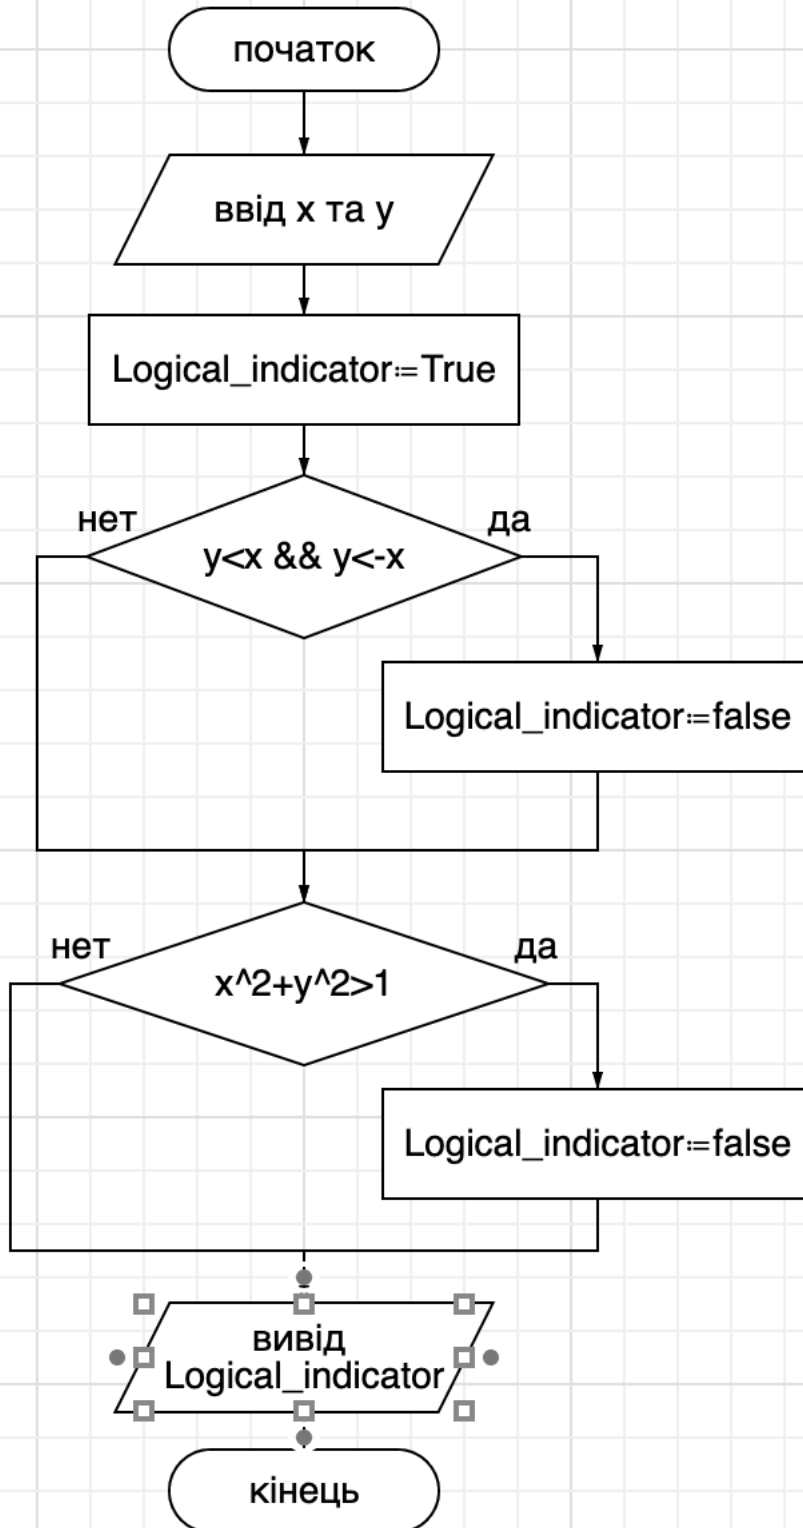 початок
ввід x та y
Logical_indicator:=True
нет
да
y<x && y<-x
Logical_indicator:=false
нет
да
x^2+y^2>1
Logical_indicator:=false
вивід
Logical_indicator
кінець